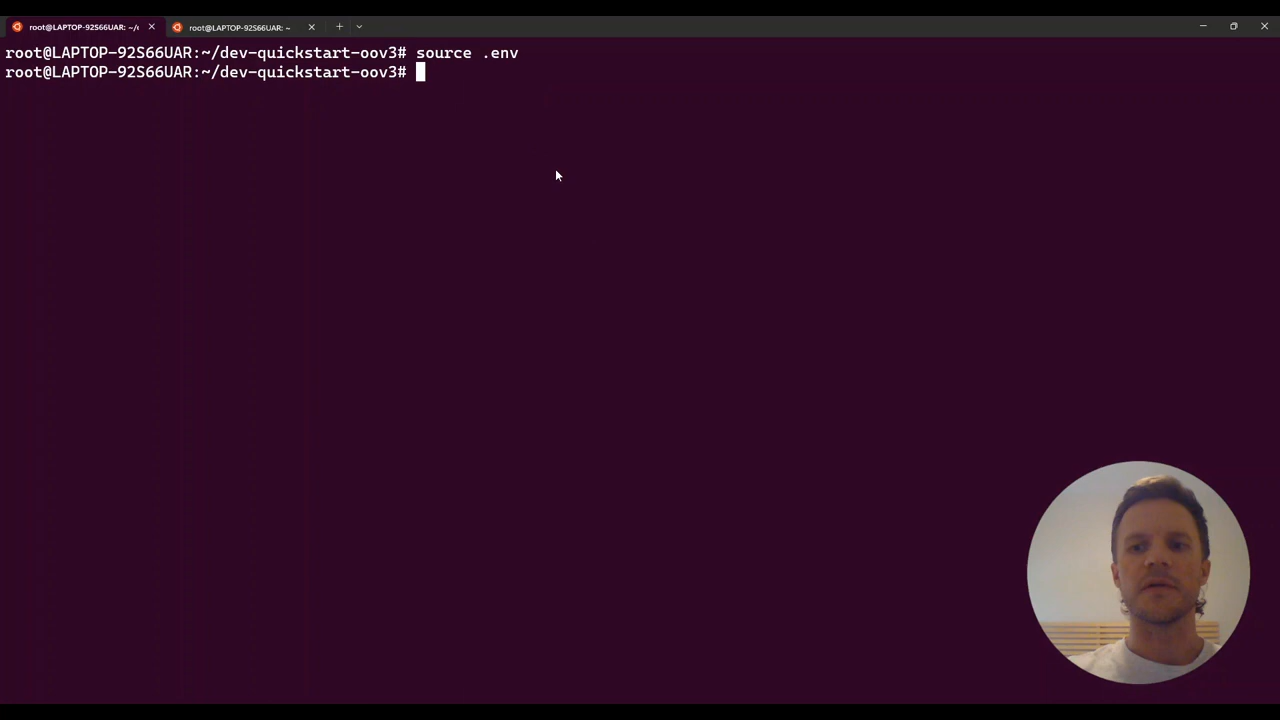 root@LAPTOP-92S66UAR: ~/d
root@LAPTOP-92S66UAR: ~
root@LAPTOP-92S66UAR:~/dev-quickstart-oov3# source .env
root@LAPTOP-92S66UAR:~/dev-quickstart-oov3#